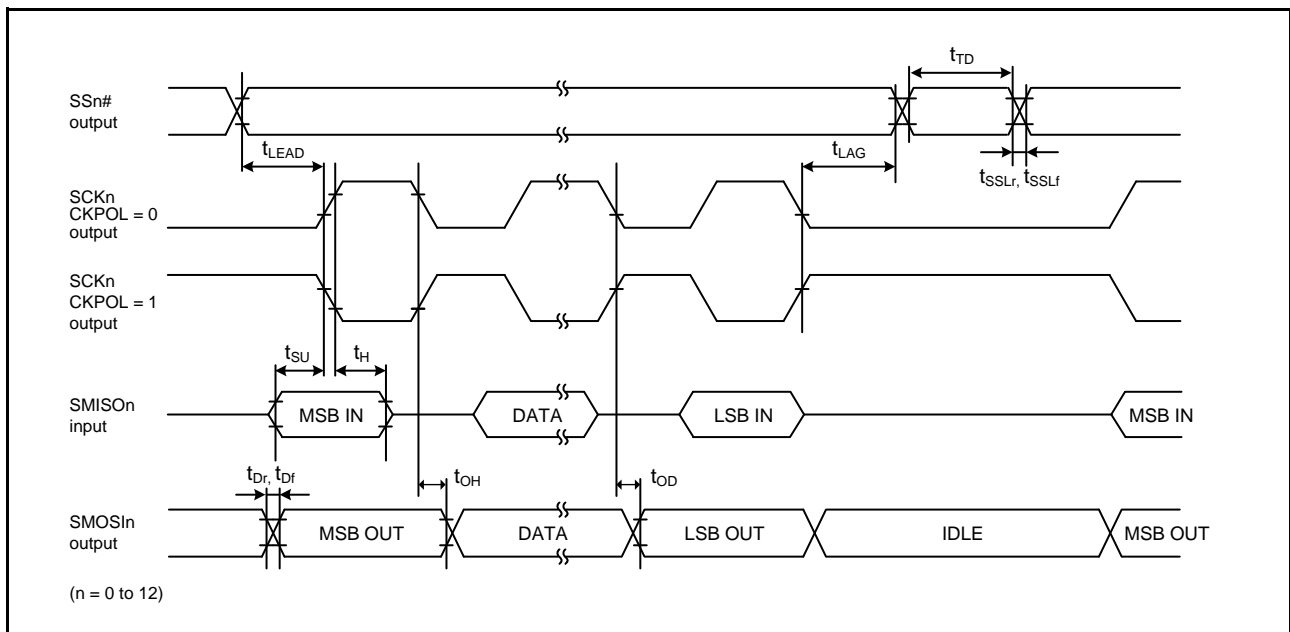 tTD
SSn#
output
tLEAD
tLAG
tSSLr, tSSLf
SCKn
CKPOL = 0
output
SCKn
CKPOL = 1
output
tSU
tH
SMISOn
input
MSB IN
DATA
LSB IN
MSB IN
tDr, tDf
tOH
tOD
SMOSIn
output
MSB OUT
DATA
LSB OUT
IDLE
MSB OUT
(n = 0 to 12)